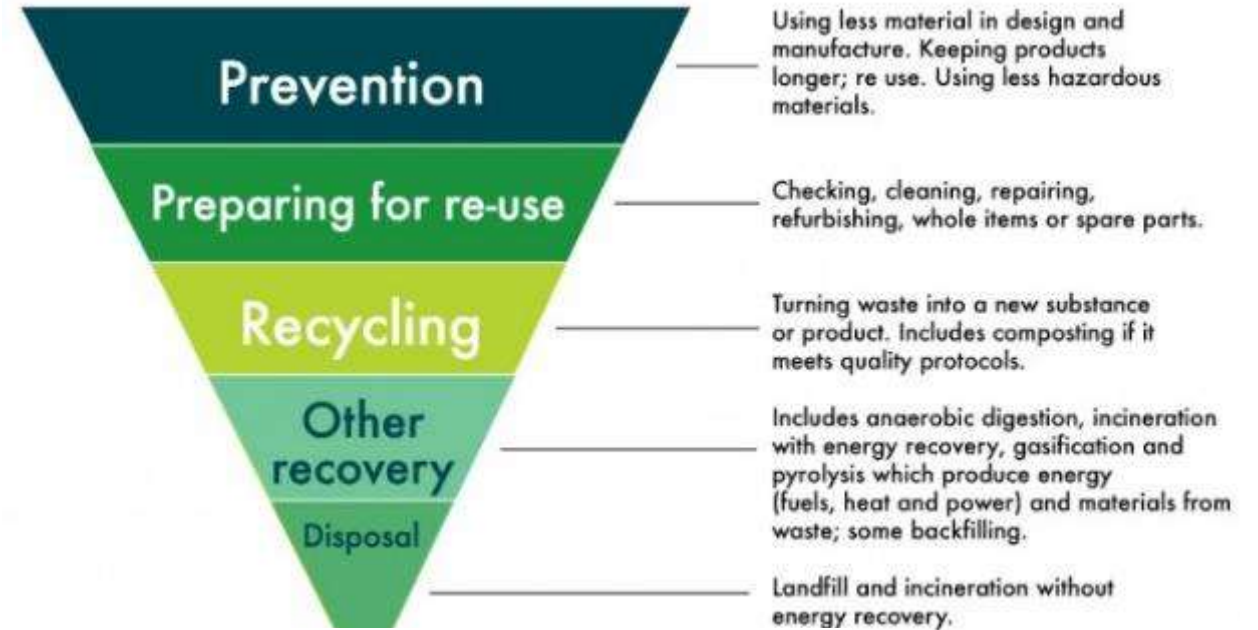 Prevention
Using less material in design and
manufacture. Keeping products
longer; re use. Using less hazardous
materials.
Preparing for re-use
Checking, cleaning, repairing,
refurbishing, whole items or spare parts.
Recycling
Turning waste into a new substance
or product. Includes composting if it
meets quality protocols.
Other
recovery
Includes anaerobic digestion, incineration
with energy recovery, gasification and
pyrolysis which produce energy
(fuels, heat and power) and materials from
waste; some backfilling.
Disposal
Landfill and incineration without
energy recovery.